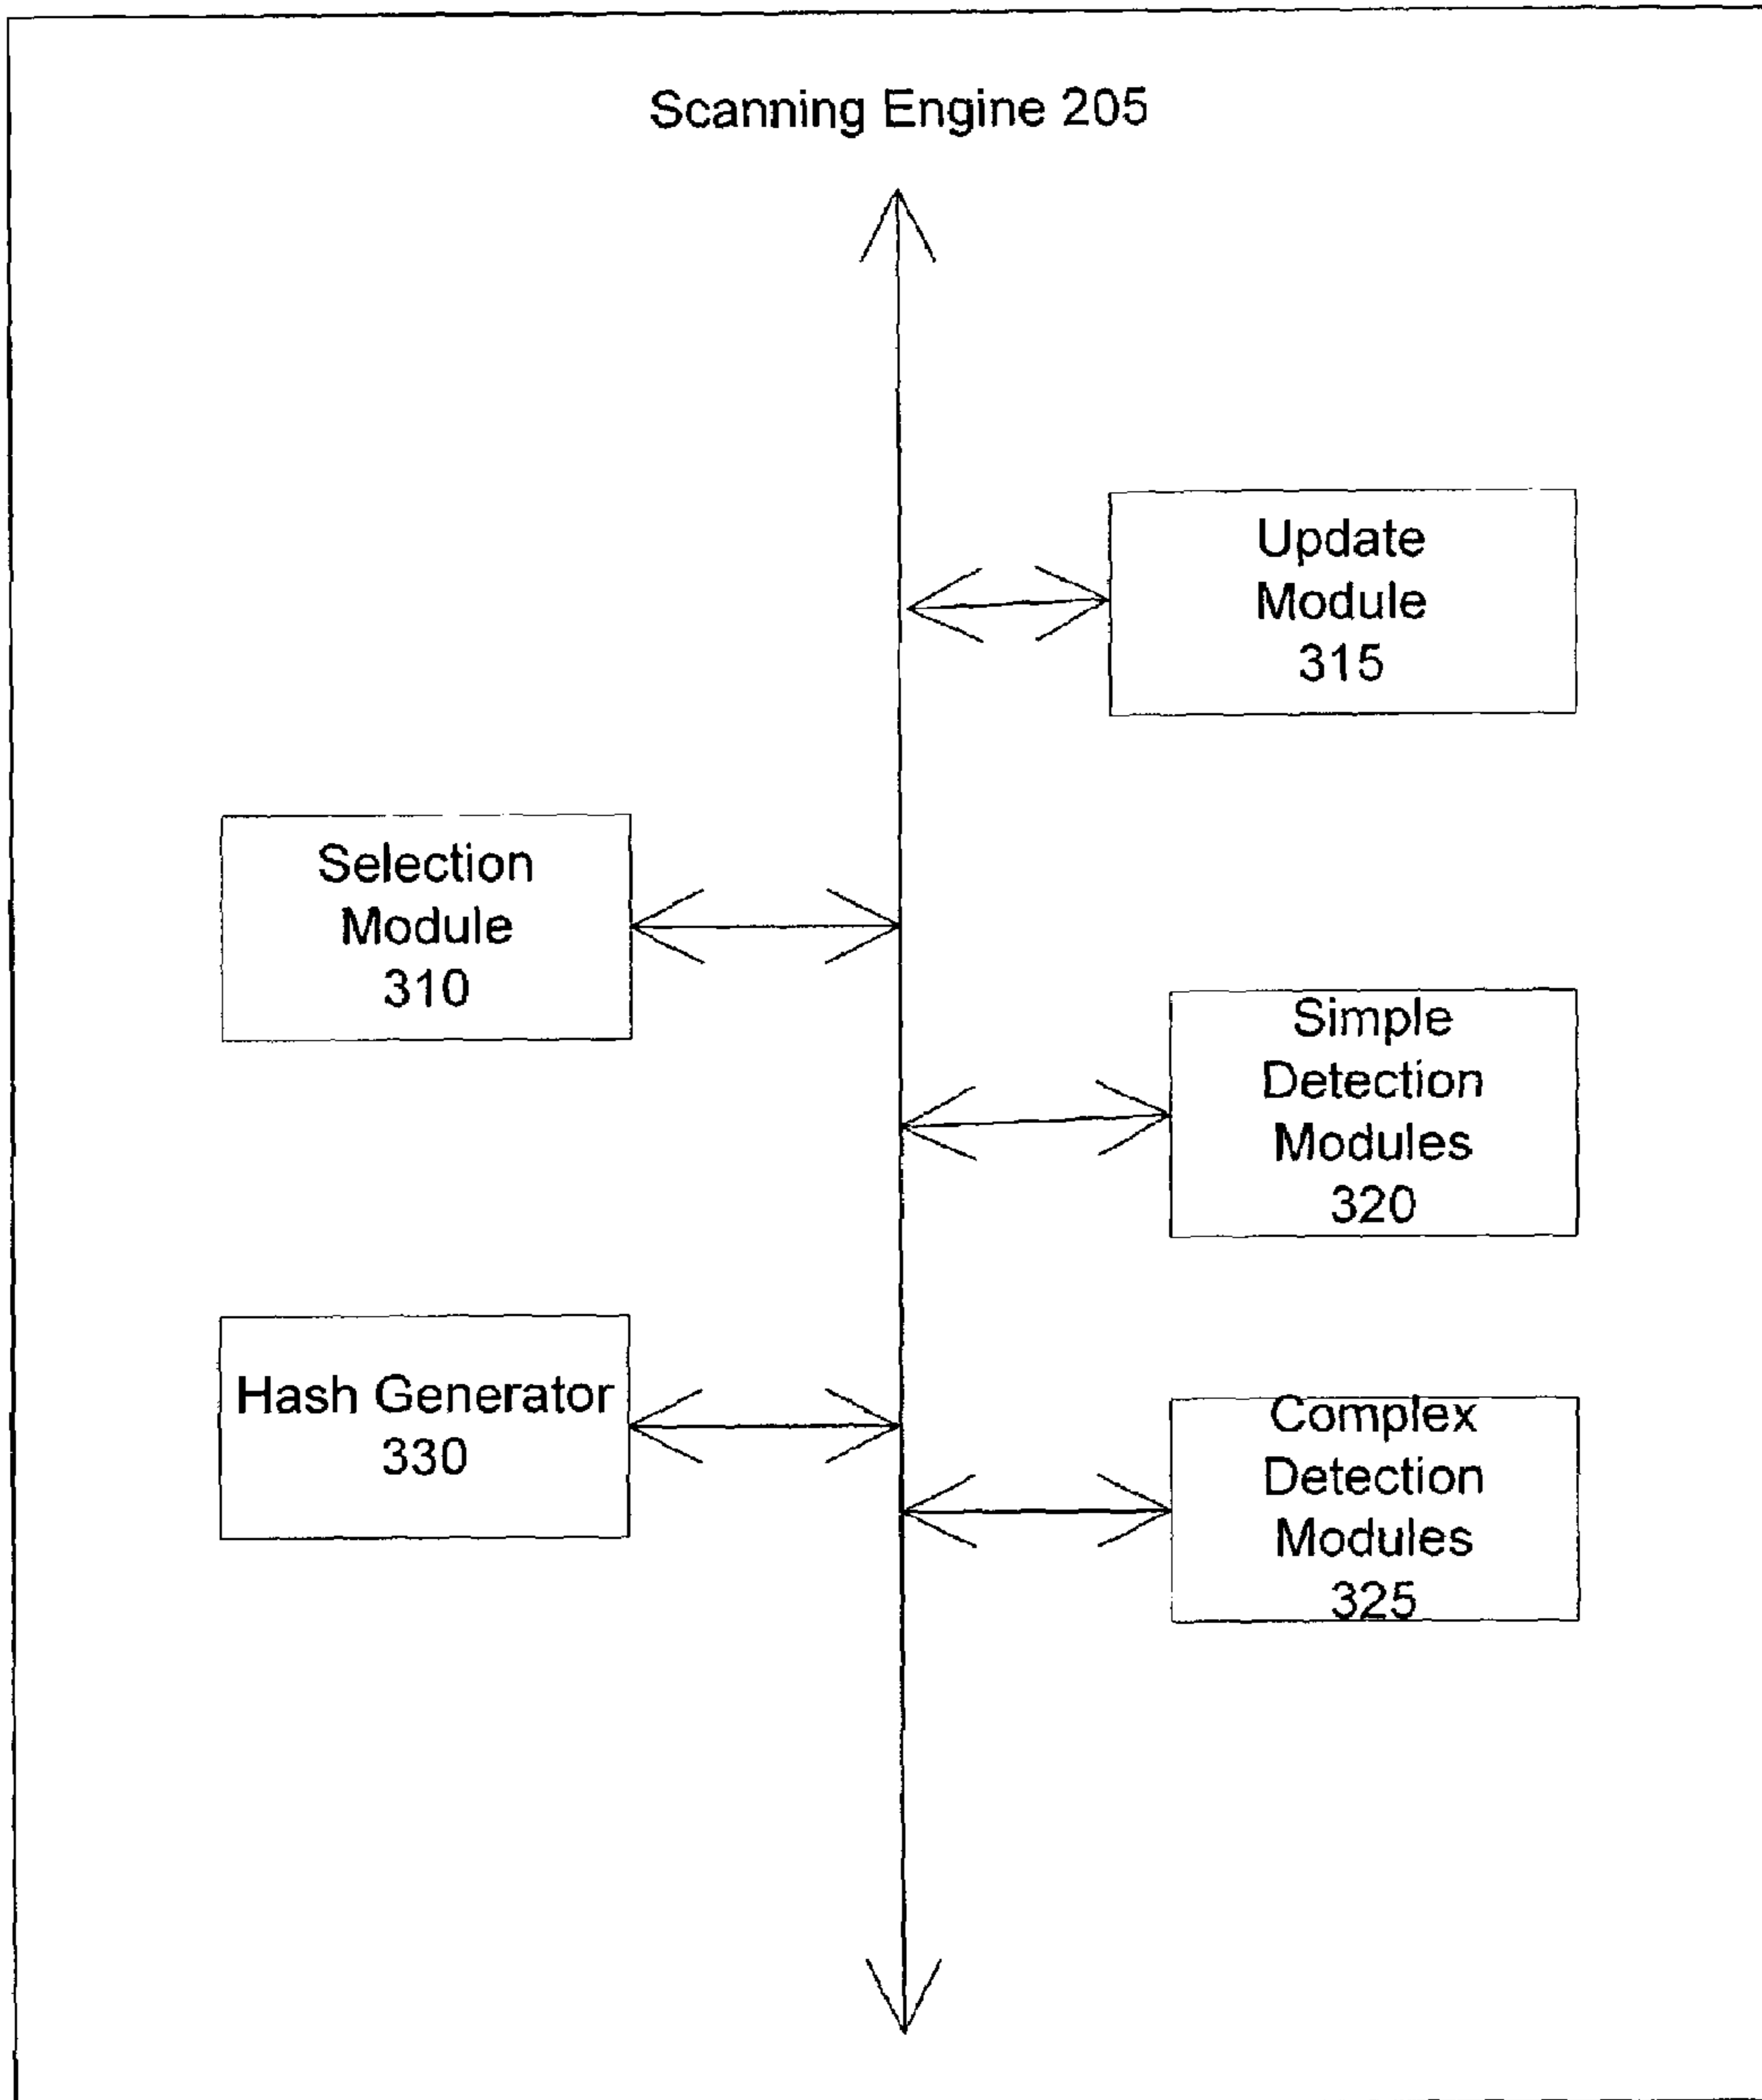 Scanning Engine 205
Update
Module
315
Selection
Module
310
Simple
Detection
Modules
320
Hash Generator
330
Complex
Detection
Modules
325